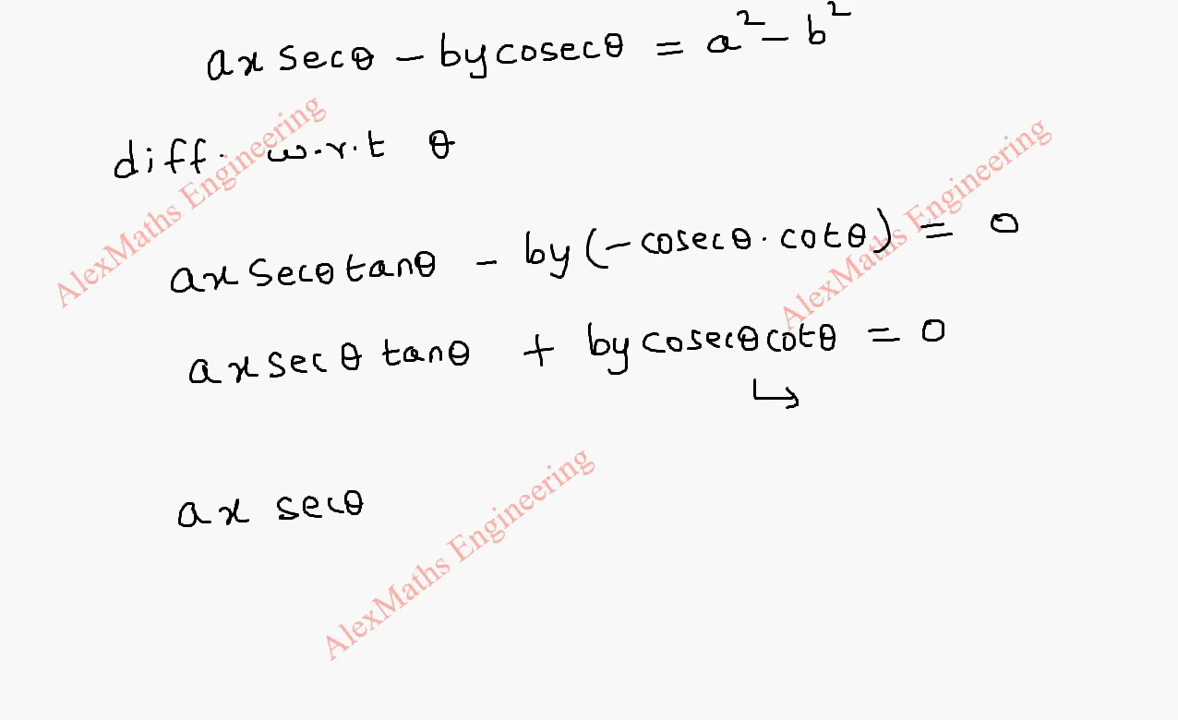 ax secθ - by cosecθ = a² - b²
diff. w.r.t θ
ax secθ tanθ - by (- cosecθ . cotθ) = 0
ax secθ tanθ + by cosecθ cotθ = 0
↳
ax secθ
AlexMaths Engineering
AlexMaths Engineering
AlexMaths Engineering